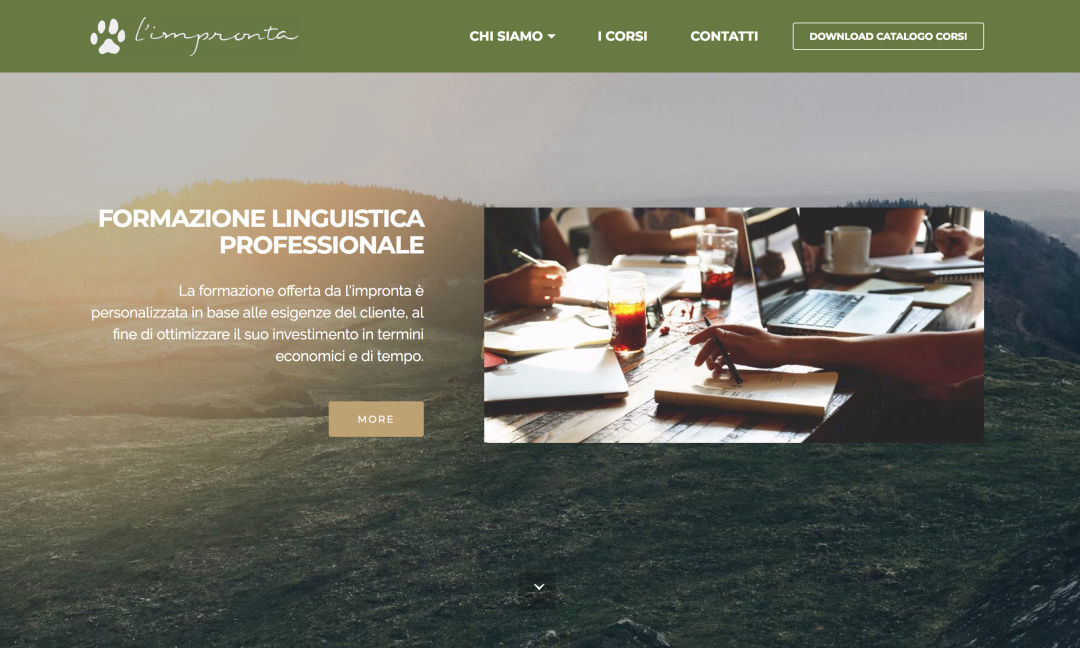 l'impronta
CHI SIAMO
I CORSI
CONTATTI
DOWNLOAD CATALOGO CORSI
FORMAZIONE LINGUISTICA
PROFESSIONALE
La formazione offerta da l'impronta è
personalizzata in base alle esigenze del cliente, al
fine di ottimizzare il suo investimento in termini
economici e di tempo.
MORE